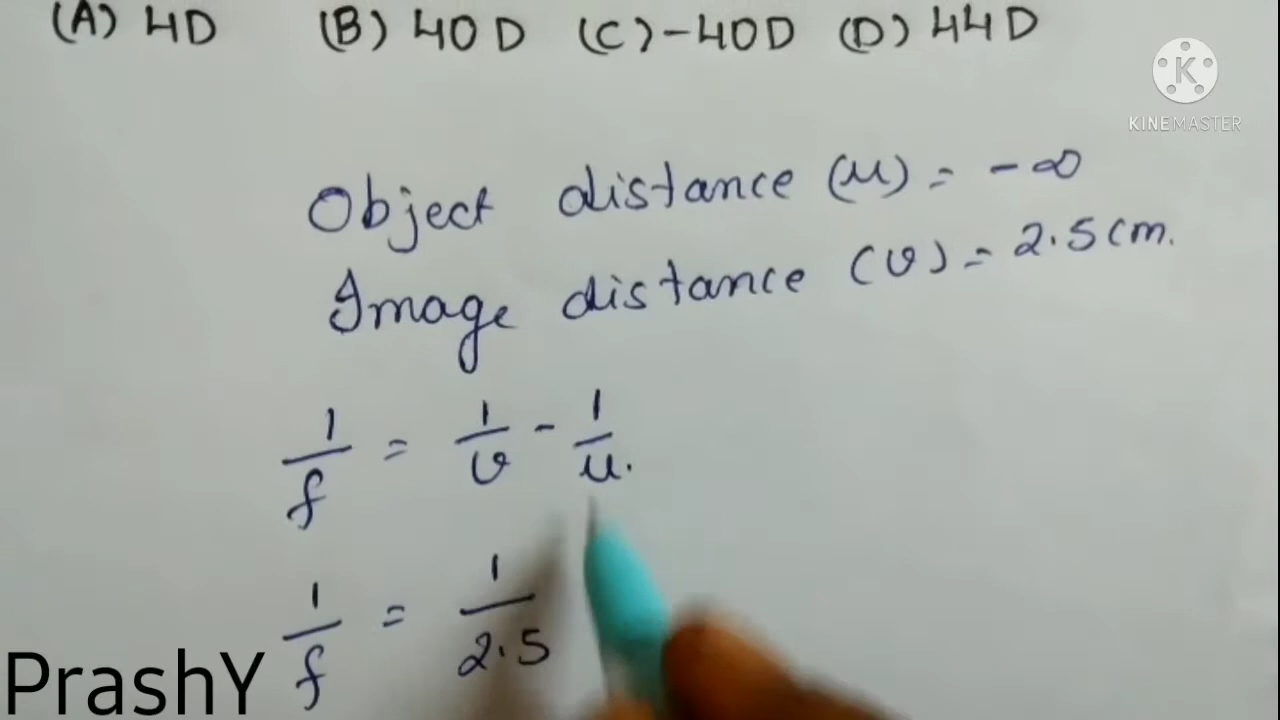 (A) 4D (B) 40D (C) -40D (D) 44D
KINEMASTER
Object distance (u) = -∞
Image distance (v) = 2.5cm.
1/f = 1/v - 1/u.
1/f = 1/2.5
PrashY